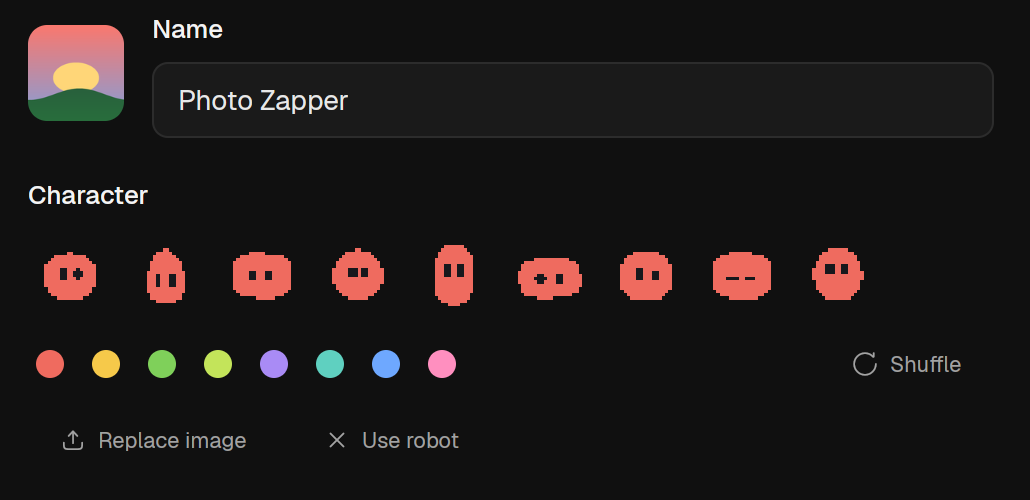 Name
Photo Zapper
Character
Shuffle
Replace image
Use robot